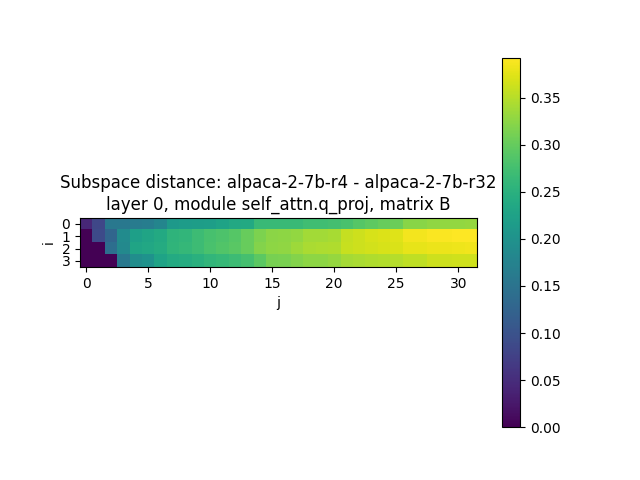 Subspace distance: alpaca-2-7b-r4 - alpaca-2-7b-r32
layer 0, module self_attn.q_proj, matrix B
i
0
1
2
3
0 5 10 15 20 25 30
j
0.35
0.30
0.25
0.20
0.15
0.10
0.05
0.00